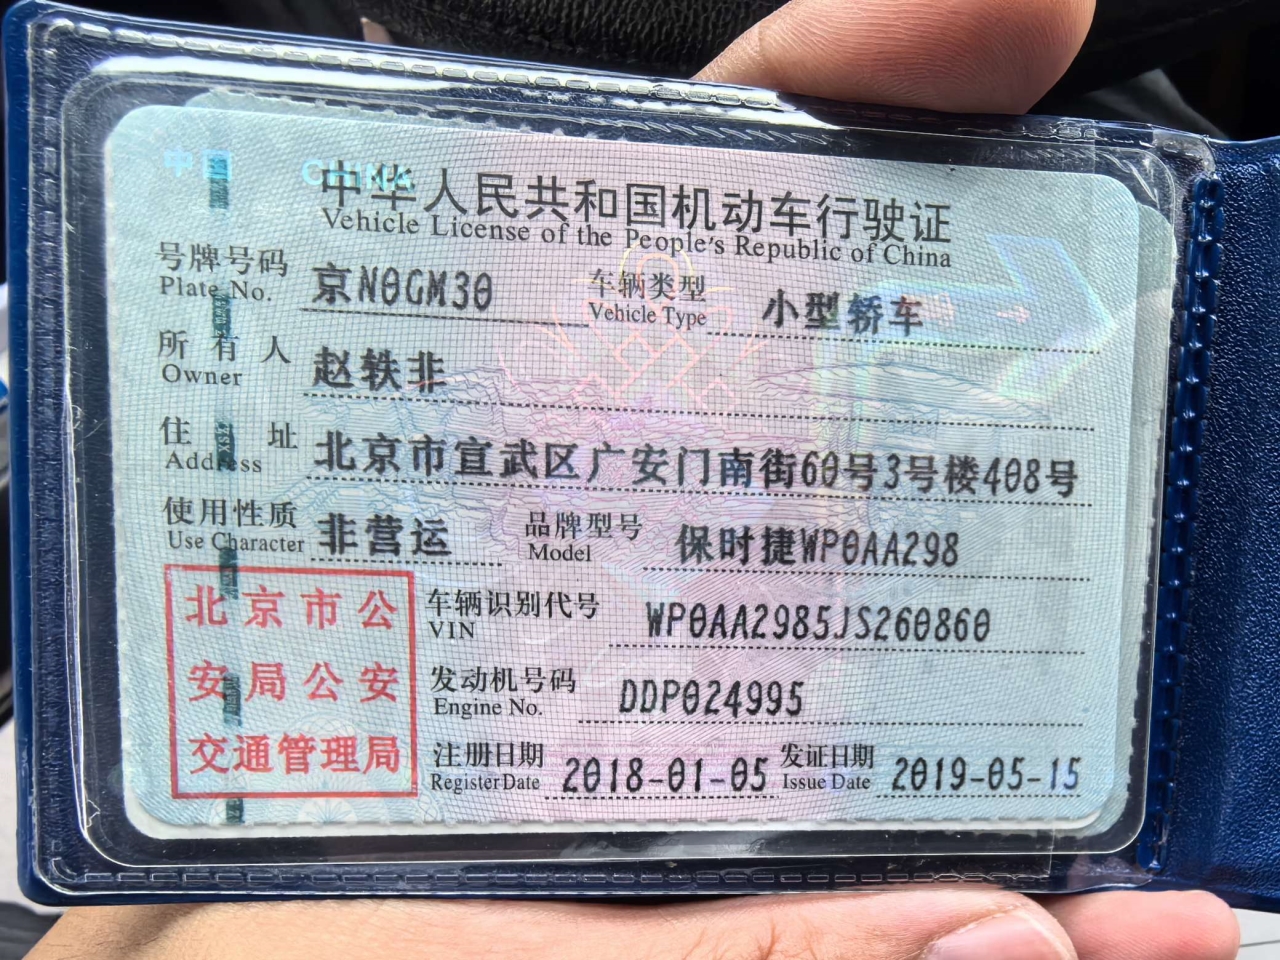 中国 CHINA
中华人民共和国机动车行驶证
Vehicle License of the People's Republic of China
号牌号码 京N0GM30 车辆类型 小型轿车
Plate No. Vehicle Type
所有人 赵轶非
Owner
住址 北京市宣武区广安门南街60号3号楼408号
Address
使用性质 非营运 品牌型号 保时捷WP0AA298
Use Character Model
北京市公
安局公安
交通管理局
车辆识别代号 WP0AA2985JS260860
VIN
发动机号码 DDP024995
Engine No.
注册日期 2018-01-05 发证日期 2019-05-15
Register Date Issue Date